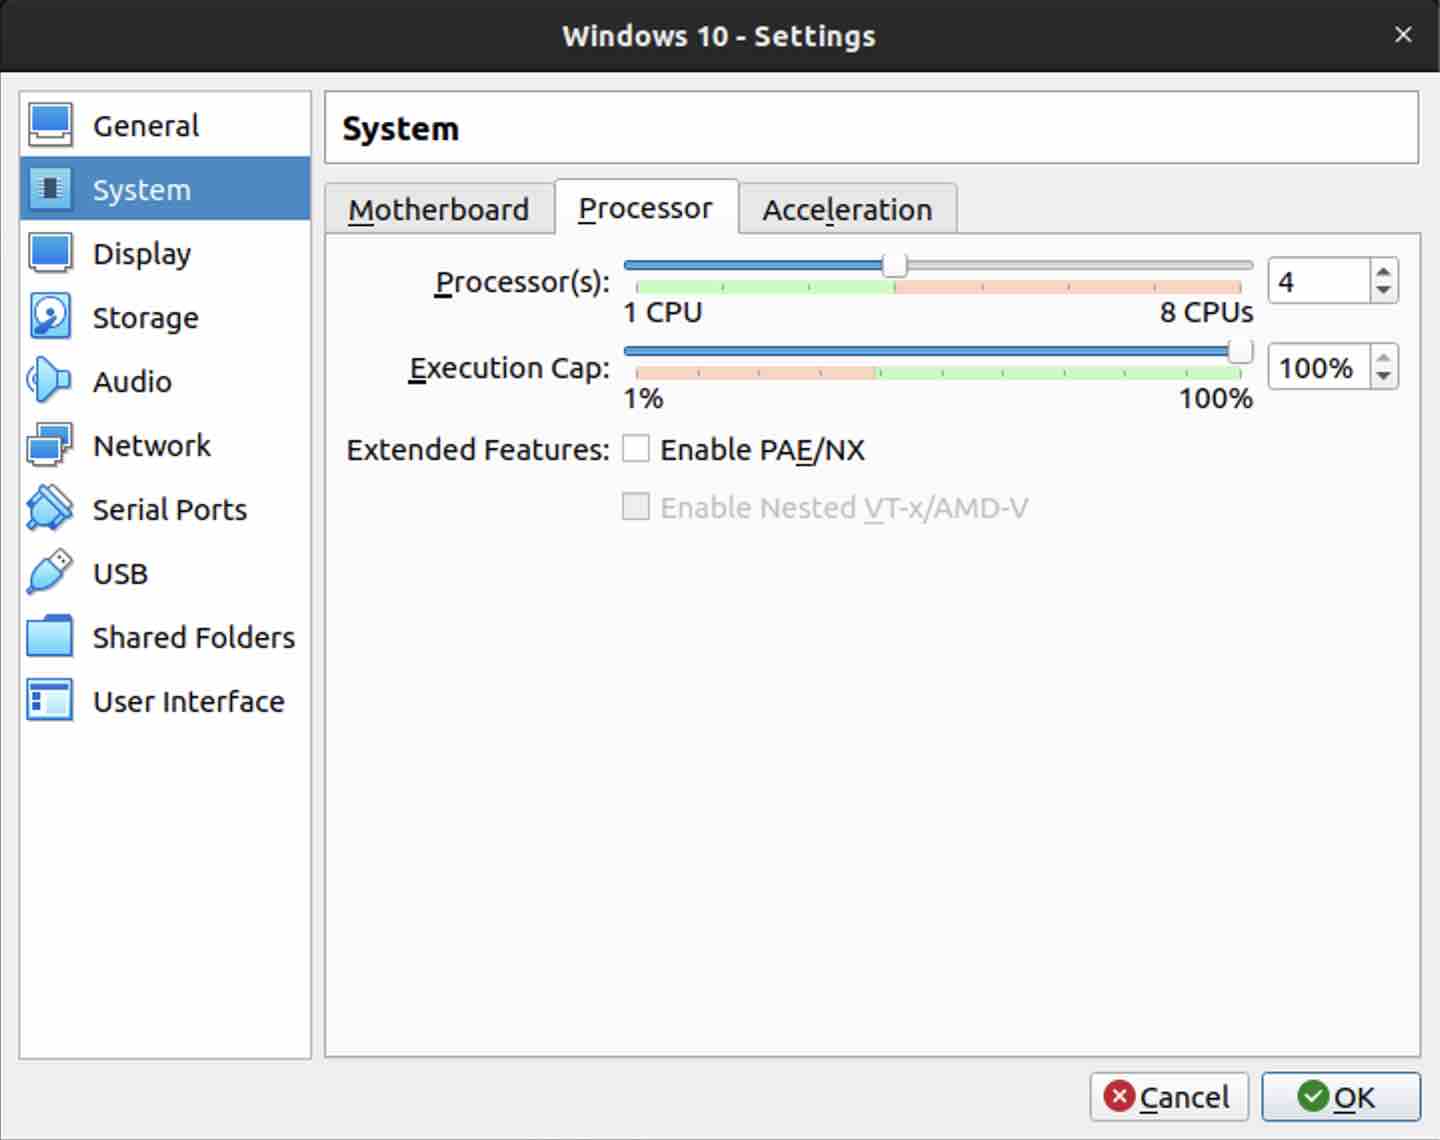 Windows 10 - Settings
General
System
Display
Storage
Audio
Network
Serial Ports
USB
Shared Folders
User Interface
System
Motherboard
Processor
Acceleration
Processor(s):
4
1 CPU
8 CPUs
Execution Cap:
100%
1%
100%
Extended Features:
Enable PAE/NX
Enable Nested VT-x/AMD-V
Cancel
OK